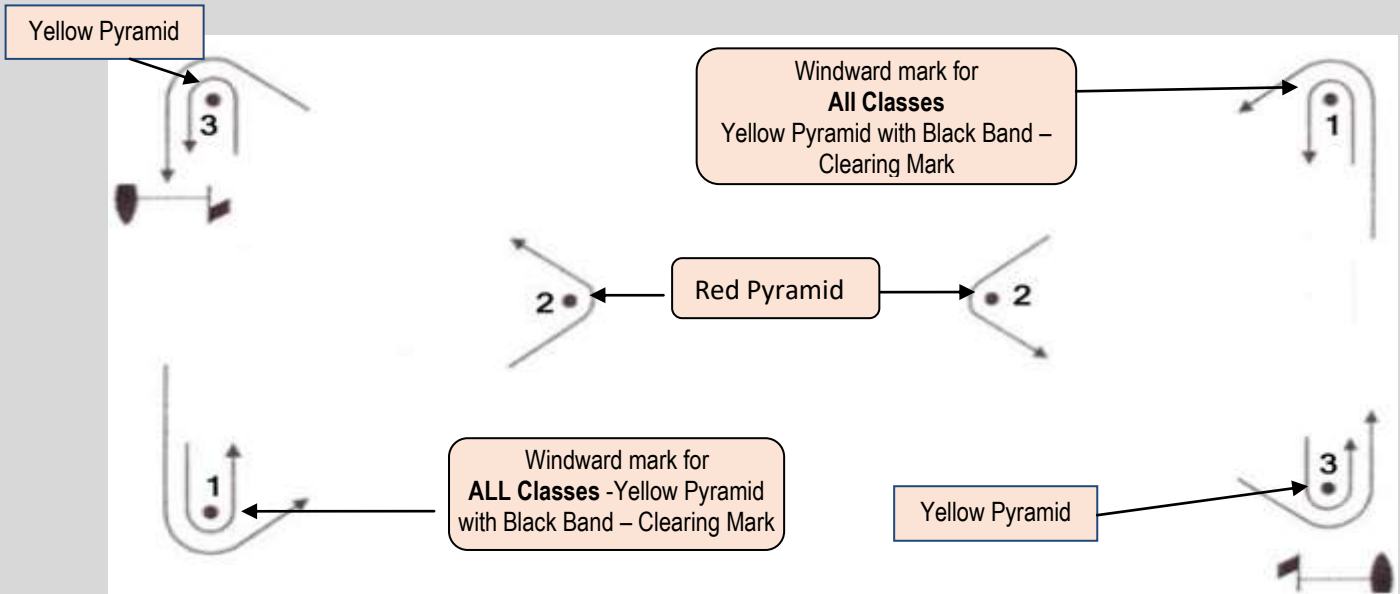 Yellow Pyramid
3
Windward mark for
All Classes
Yellow Pyramid with Black Band –
Clearing Mark
1
2
Red Pyramid
2
1
Windward mark for
ALL Classes -Yellow Pyramid
with Black Band – Clearing Mark
Yellow Pyramid
3